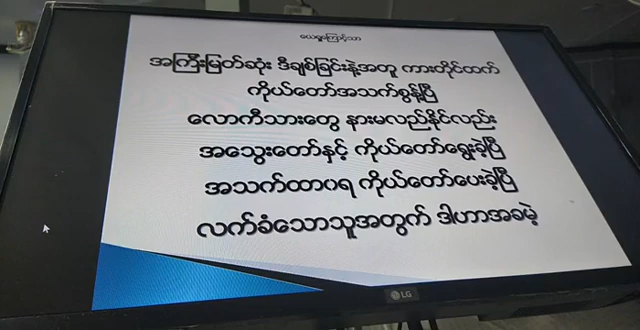 ယေရှုကြောင့်သာ
အကြီးမြတ်ဆုံး ဒီချစ်ခြင်းနဲ့အတူ ကားတိုင်ထက်
ကိုယ်တော်အသက်စွန့်ပြီ
လောကီသားတွေ နားမလည်နိုင်လည်း
အသွေးတော်နှင့် ကိုယ်တော်ရွေးခဲ့ပြီ
အသက်ထာဝရ ကိုယ်တော်ပေးခဲ့ပြီ
လက်ခံသောသူအတွက် ဒါဟာအခမဲ့
LG